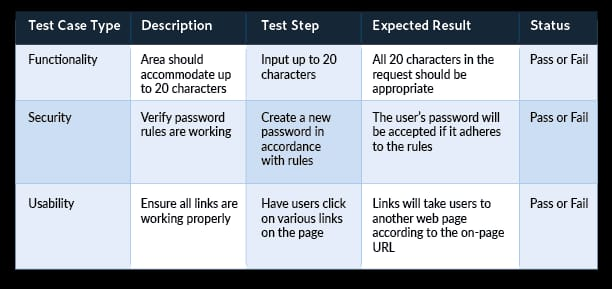 Test Case Type Description Test Step Expected Result Status
Functionality Area should Input up to 20 All 20 characters in the Pass or Fail
accommodate up characters request should be
to 20 characters appropriate
Security Verify password Create a new The user's password will Pass or Fail
rules are working password in be accepted if it adheres
accordance to the rules
with rules
Usability Ensure all links are Have users click Links will take users to Pass or Fail
working properly on various links another web page
on the page according to the on-page
URL